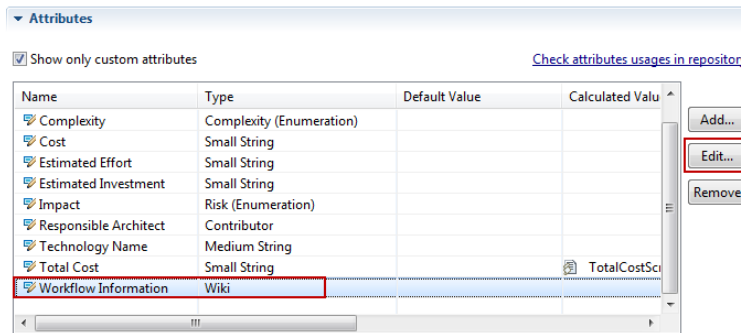 Attributes
Show only custom attributes Check attributes usages in repository
Name Type Default Value Calculated Valu
Complexity Complexity (Enumeration) Add...
Cost Small String
Estimated Effort Small String Edit...
Estimated Investment Small String
Impact Risk (Enumeration) Remove
Responsible Architect Contributor
Technology Name Medium String
Total Cost Small String TotalCostScr
Workflow Information Wiki